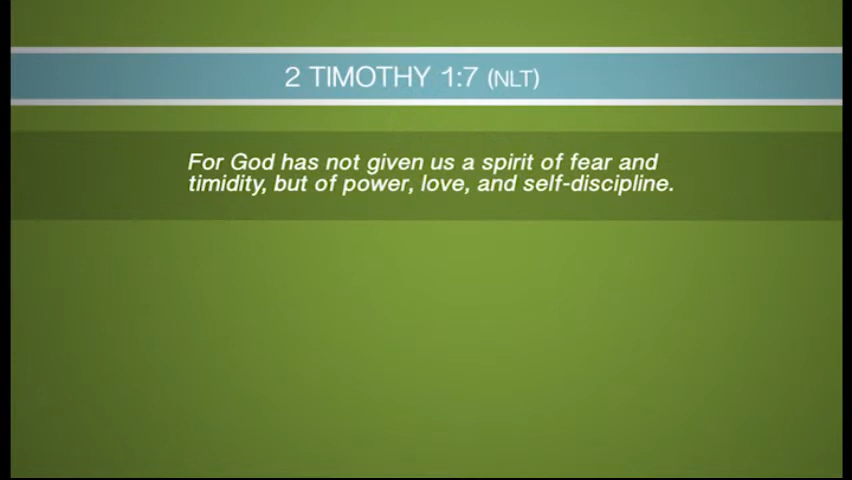 2 TIMOTHY 1:7 (NLT)
For God has not given us a spirit of fear and
timidity, but of power, love, and self-discipline.